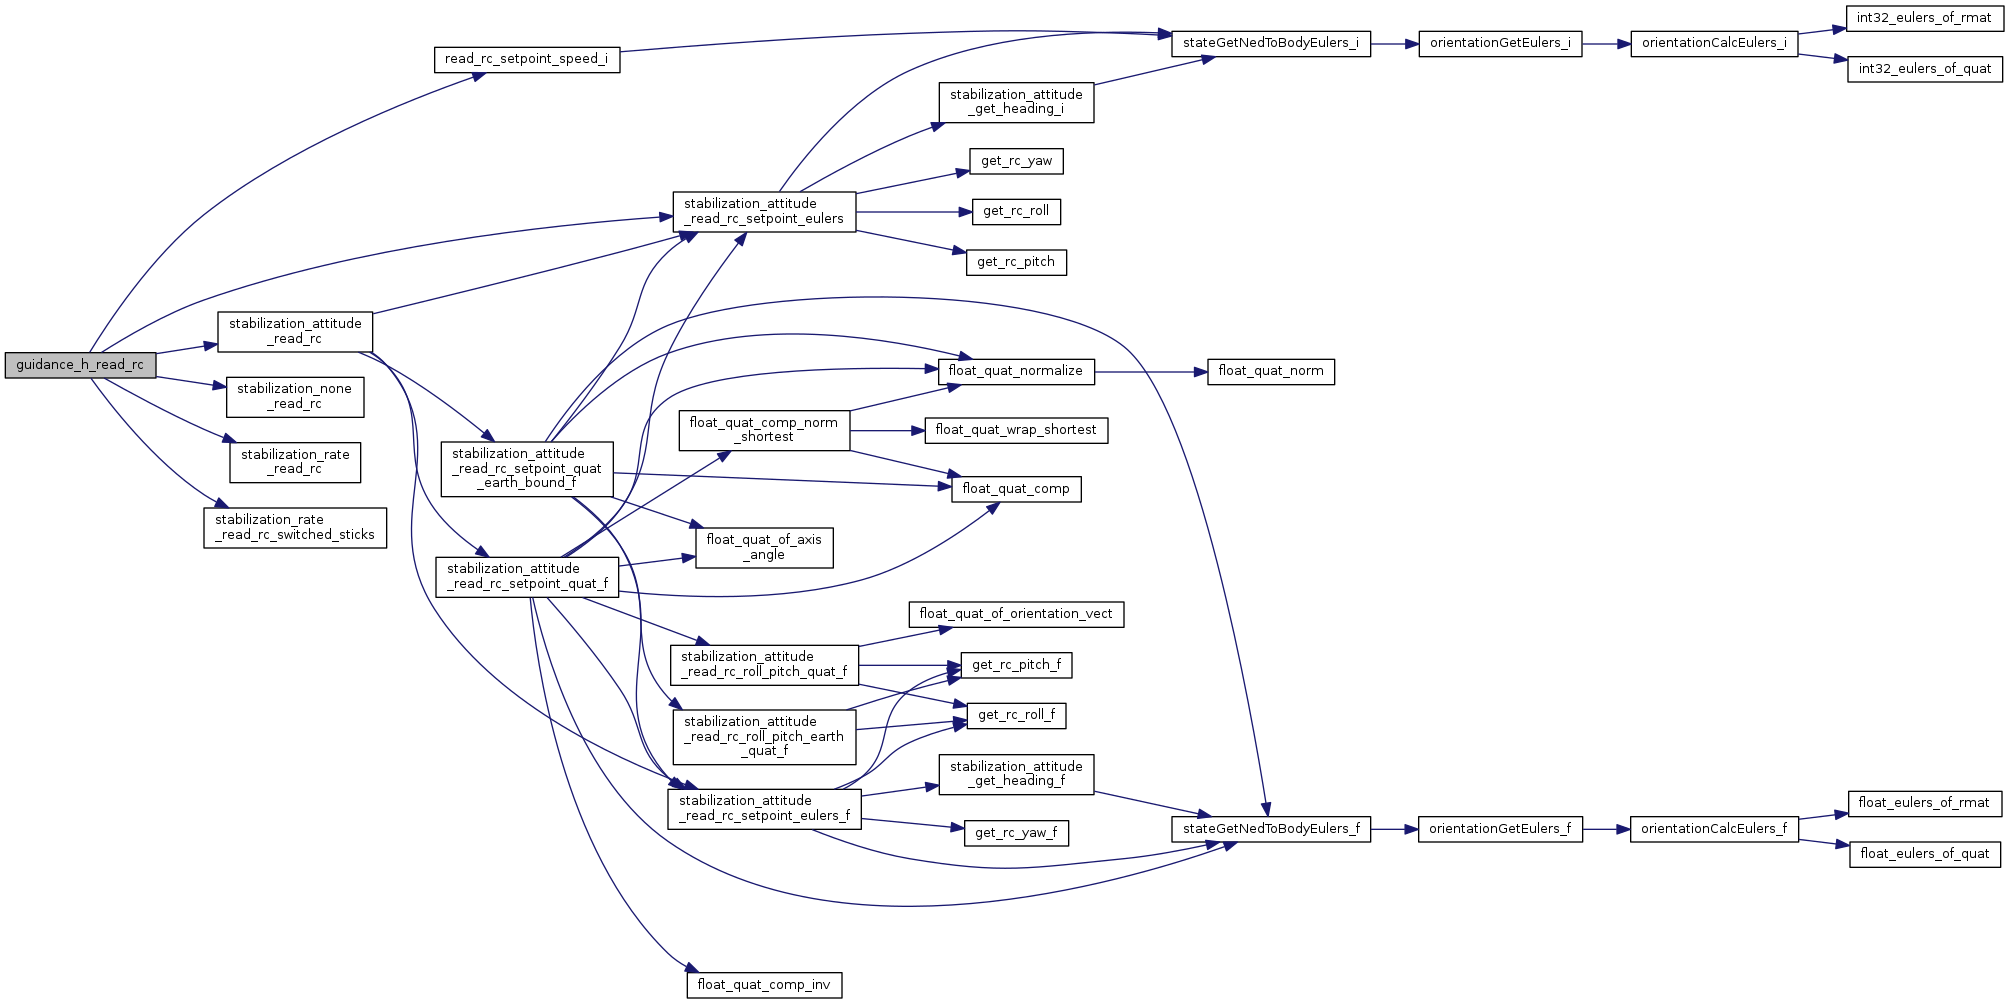 guidance_h_read_rc
read_rc_setpoint_speed_i
stabilization_attitude
_read_rc
stabilization_none
_read_rc
stabilization_rate
_read_rc
stabilization_rate
_read_rc_switched_sticks
stabilization_attitude
_read_rc_setpoint_quat
_earth_bound_f
stabilization_attitude
_read_rc_setpoint_quat_f
stabilization_attitude
_read_rc_setpoint_eulers
float_quat_comp_norm
_shortest
float_quat_of_axis
_angle
stabilization_attitude
_read_rc_roll_pitch_quat_f
stabilization_attitude
_read_rc_roll_pitch_earth
_quat_f
stabilization_attitude
_read_rc_setpoint_eulers_f
float_quat_comp_inv
stabilization_attitude
_get_heading_i
get_rc_yaw
get_rc_roll
get_rc_pitch
float_quat_normalize
float_quat_wrap_shortest
float_quat_comp
float_quat_of_orientation_vect
get_rc_pitch_f
get_rc_roll_f
stabilization_attitude
_get_heading_f
get_rc_yaw_f
stateGetNedToBodyEulers_i
float_quat_norm
stateGetNedToBodyEulers_f
orientationGetEulers_i
orientationGetEulers_f
orientationCalcEulers_i
orientationCalcEulers_f
int32_eulers_of_rmat
int32_eulers_of_quat
float_eulers_of_rmat
float_eulers_of_quat